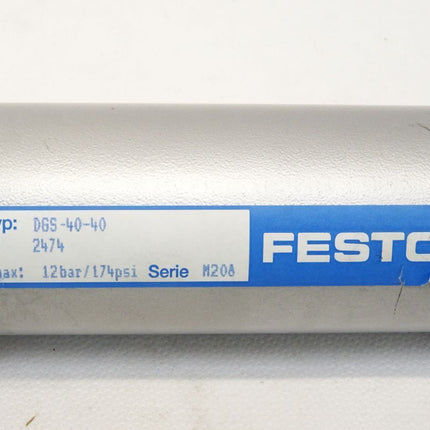 yp: DGS-40-40
2474
max: 12bar/174psi Serie M208
FESTO